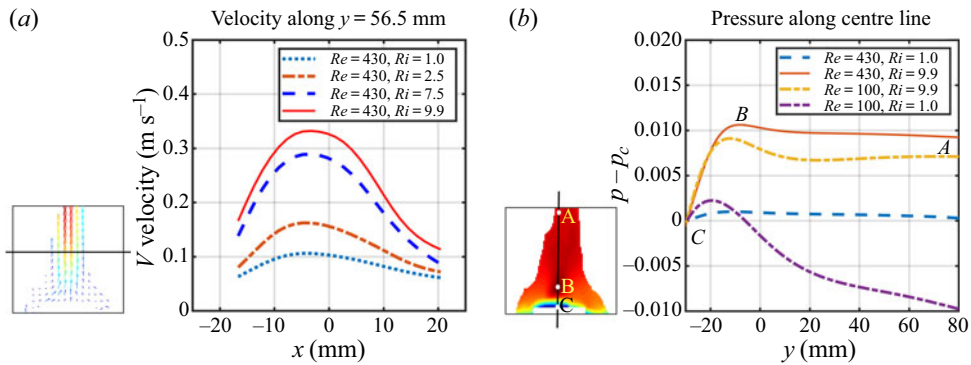 (a)
Velocity along y = 56.5 mm
0.5
0.4
0.3
0.2
0.1
0
V velocity (m s⁻¹)
Re = 430, Ri = 1.0
Re = 430, Ri = 2.5
Re = 430, Ri = 7.5
Re = 430, Ri = 9.9
−20 −10 0 10 20
x (mm)
(b)
Pressure along centre line
0.020
0.015
0.010
0.005
0
−0.005
−0.010
p − pc
Re = 430, Ri = 1.0
Re = 430, Ri = 9.9
Re = 100, Ri = 9.9
Re = 100, Ri = 1.0
B
A
C
A
B
C
−20 0 20 40 60 80
y (mm)